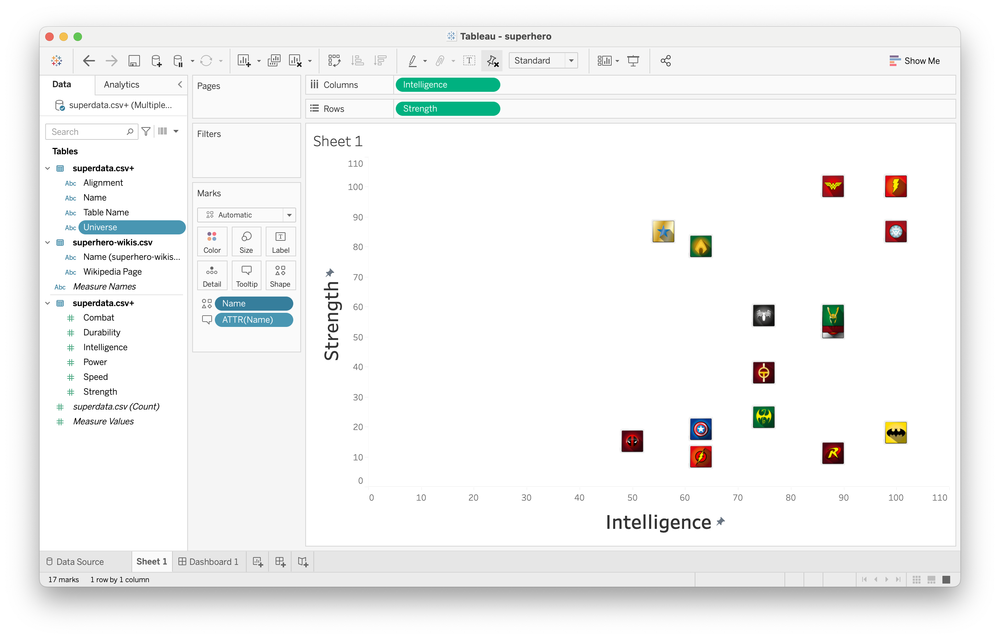 Tableau - superhero
Standard
Show Me
Data
Analytics
superdata.csv+ (Multiple...
Search
Tables
superdata.csv+
Abc Alignment
Abc Name
Abc Table Name
Abc Universe
superhero-wikis.csv
Abc Name (superhero-wikis...
Abc Wikipedia Page
Abc Measure Names
superdata.csv+
Combat
Durability
Intelligence
Power
Speed
Strength
superdata.csv (Count)
Measure Values
Pages
Filters
Marks
Automatic
Color Size Label
Detail Tooltip Shape
Name
ATTR(Name)
Columns Intelligence
Rows Strength
Sheet 1
110
100
90
80
70
60
50
40
30
20
10
0
Strength
0 10 20 30 40 50 60 70 80 90 100 110
Intelligence
Data Source Sheet 1 Dashboard 1
17 marks 1 row by 1 column